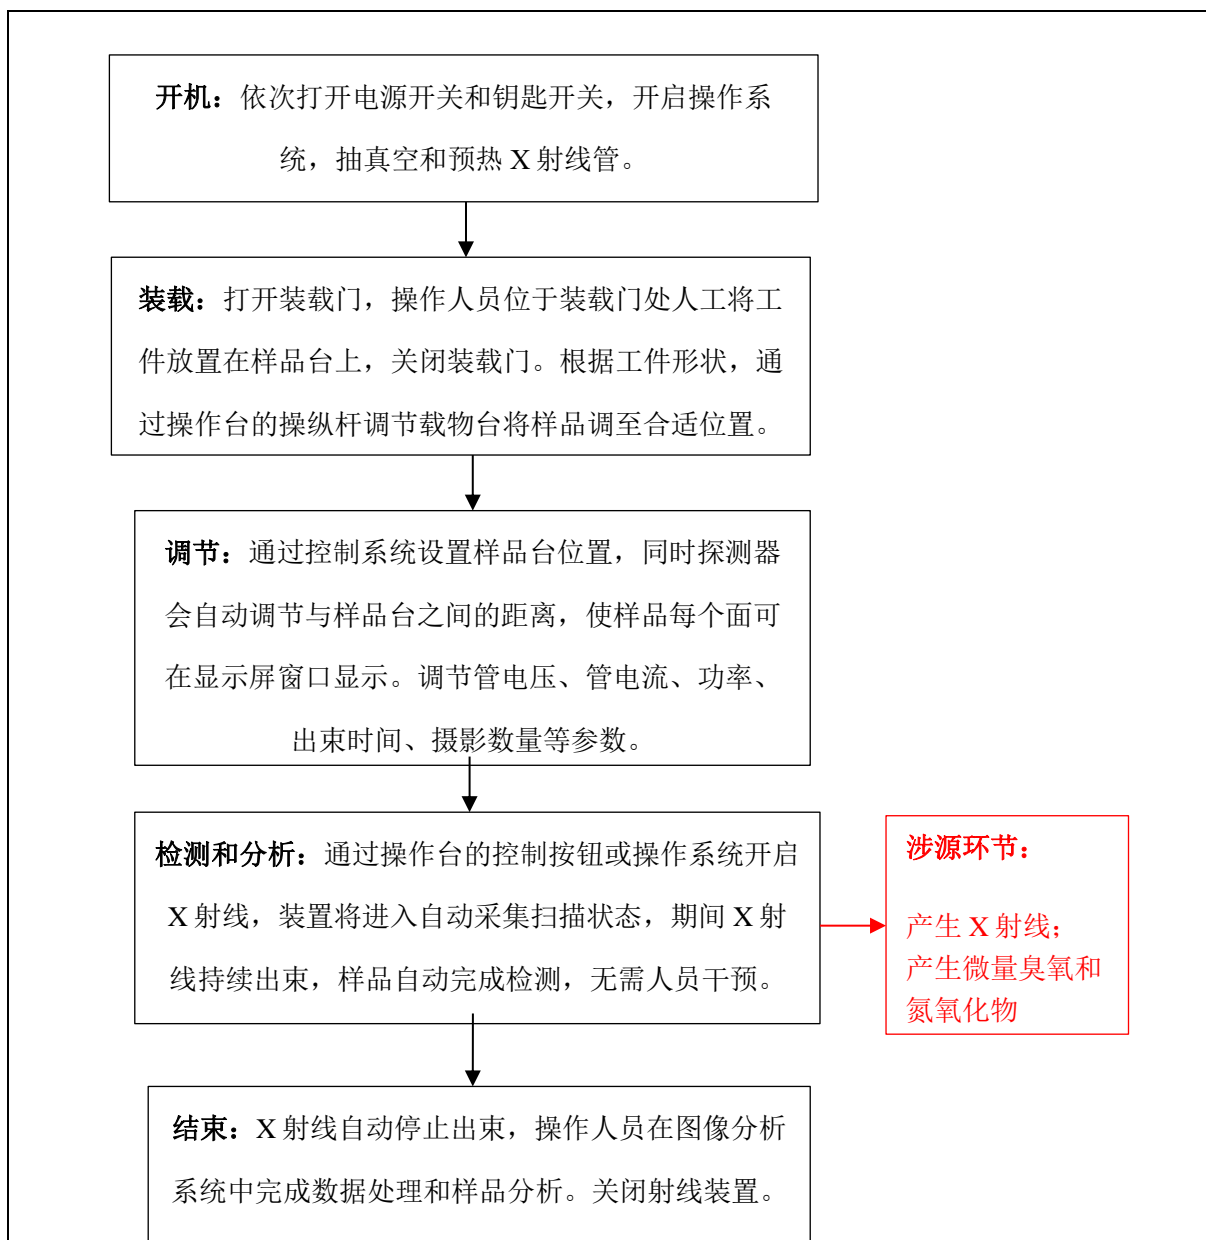 开机：依次打开电源开关和钥匙开关，开启操作系
统，抽真空和预热 X 射线管。
装载：打开装载门，操作人员位于装载门处人工将工
件放置在样品台上，关闭装载门。根据工件形状，通
过操作台的操纵杆调节载物台将样品调至合适位置。
调节：通过控制系统设置样品台位置，同时探测器
会自动调节与样品台之间的距离，使样品每个面可
在显示屏窗口显示。调节管电压、管电流、功率、
出束时间、摄影数量等参数。
检测和分析：通过操作台的控制按钮或操作系统开启
X 射线，装置将进入自动采集扫描状态，期间 X 射
线持续出束，样品自动完成检测，无需人员干预。
涉源环节：
产生 X 射线；
产生微量臭氧和
氮氧化物
结束：X 射线自动停止出束，操作人员在图像分析
系统中完成数据处理和样品分析。关闭射线装置。